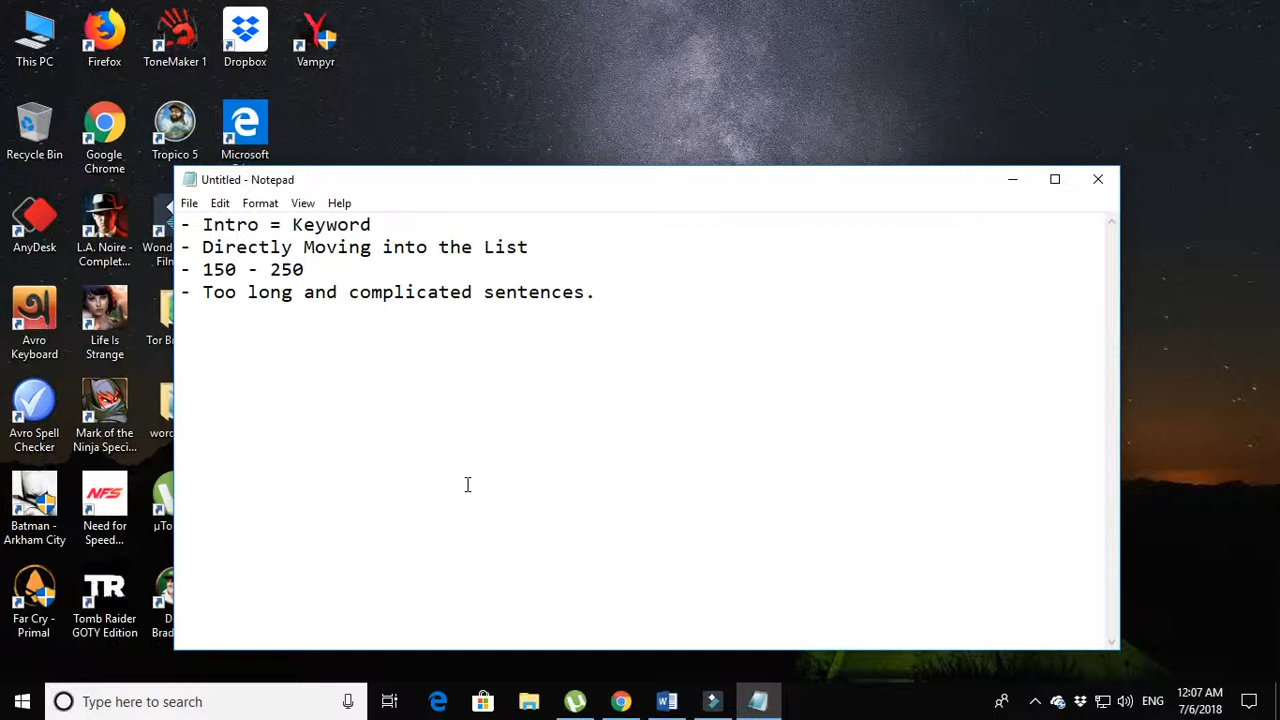 This PC
Firefox
ToneMaker 1
Dropbox
Vampyr
Recycle Bin
Google
Chrome
Tropico 5
Microsoft
AnyDesk
L.A. Noire -
Complet...
Avro
Keyboard
Life Is
Strange
Avro Spell
Checker
Mark of the
Ninja Speci...
Batman -
Arkham City
Need for
Speed...
Far Cry -
Primal
Tomb Raider
GOTY Edition
Untitled - Notepad
File Edit Format View Help
- Intro = Keyword
- Directly Moving into the List
- 150 - 250
- Too long and complicated sentences.
Type here to search
ENG
12:07 AM
7/6/2018